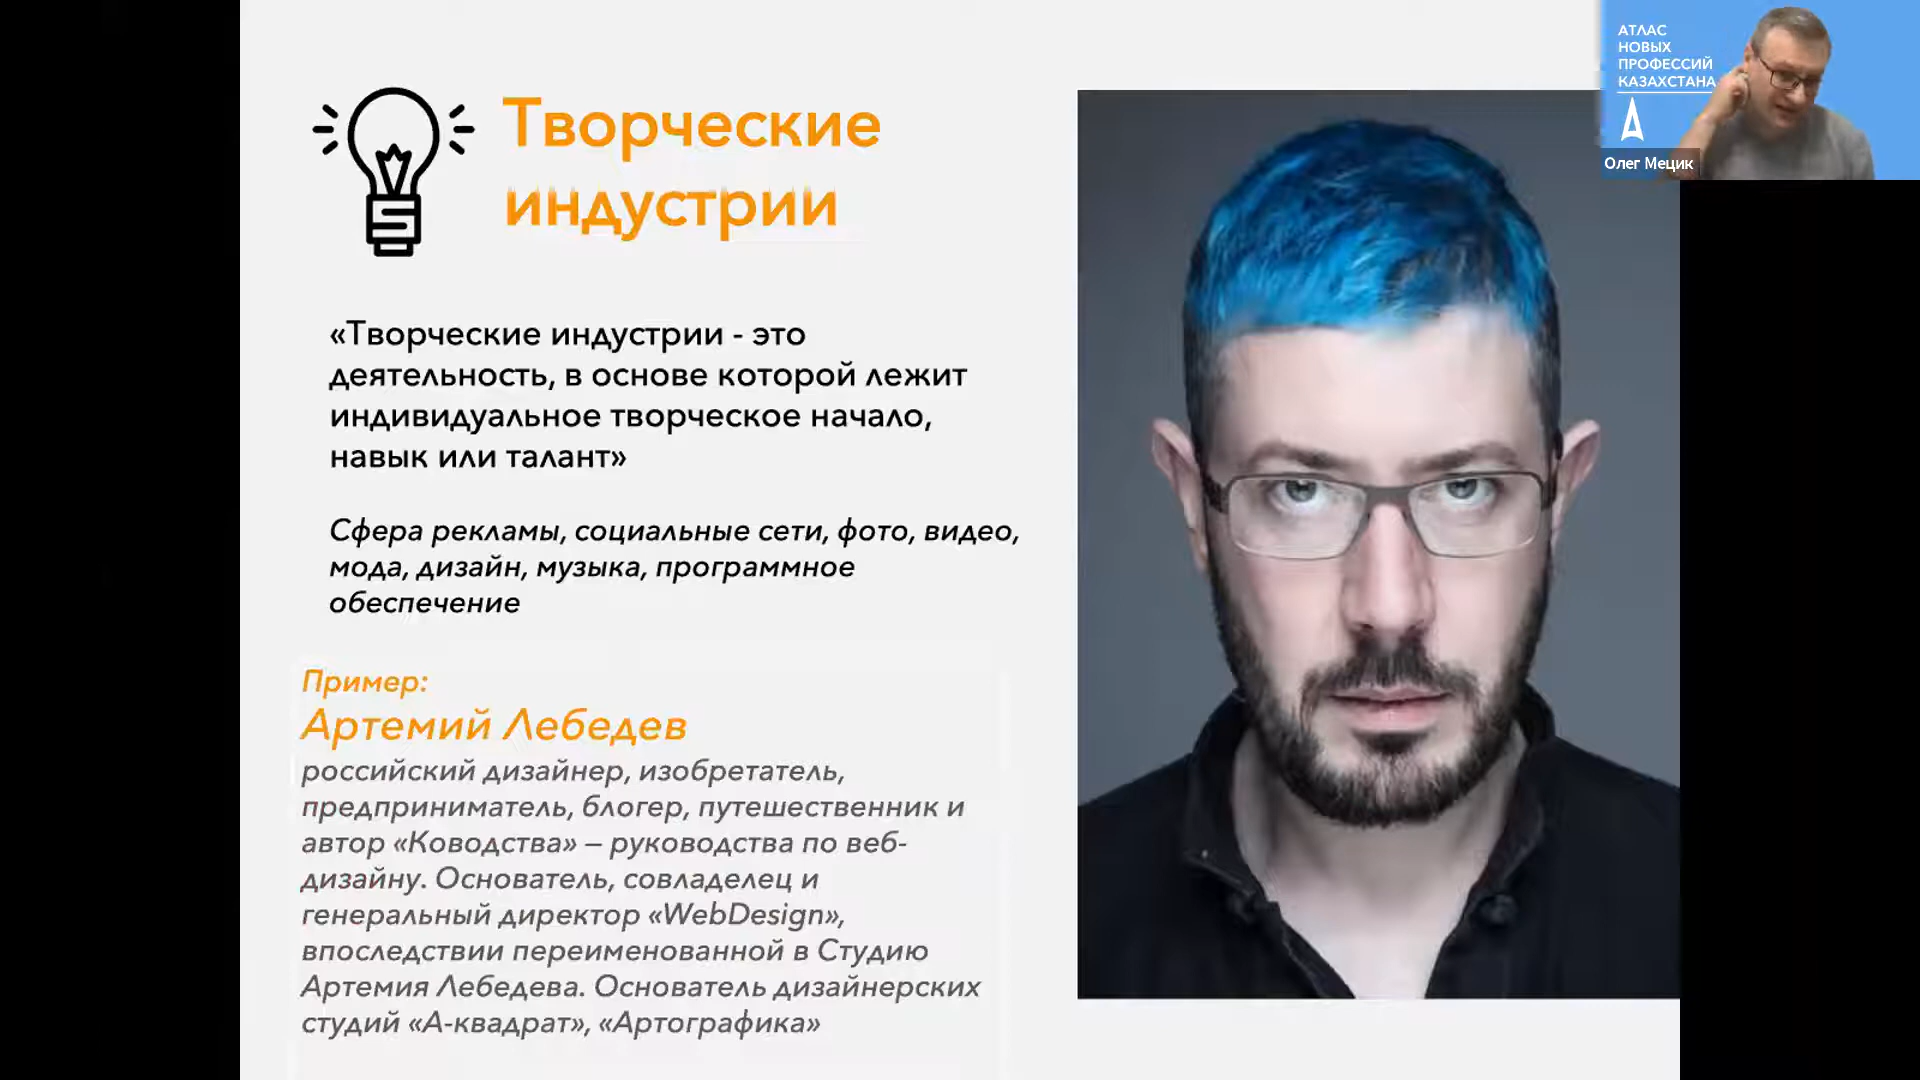 Творческие
индустрии
«Творческие индустрии - это
деятельность, в основе которой лежит
индивидуальное творческое начало,
навык или талант»
Сфера рекламы, социальные сети, фото, видео,
мода, дизайн, музыка, программное
обеспечение
Пример:
Артемий Лебедев
российский дизайнер, изобретатель,
предприниматель, блогер, путешественник и
автор «Ководства» – руководства по веб-
дизайну. Основатель, совладелец и
генеральный директор «WebDesign»,
впоследствии переименованной в Студию
Артемия Лебедева. Основатель дизайнерских
студий «А-квадрат», «Артографика»
АТЛАС
НОВЫХ
ПРОФЕССИЙ
КАЗАХСТАНА
Олег Мецик